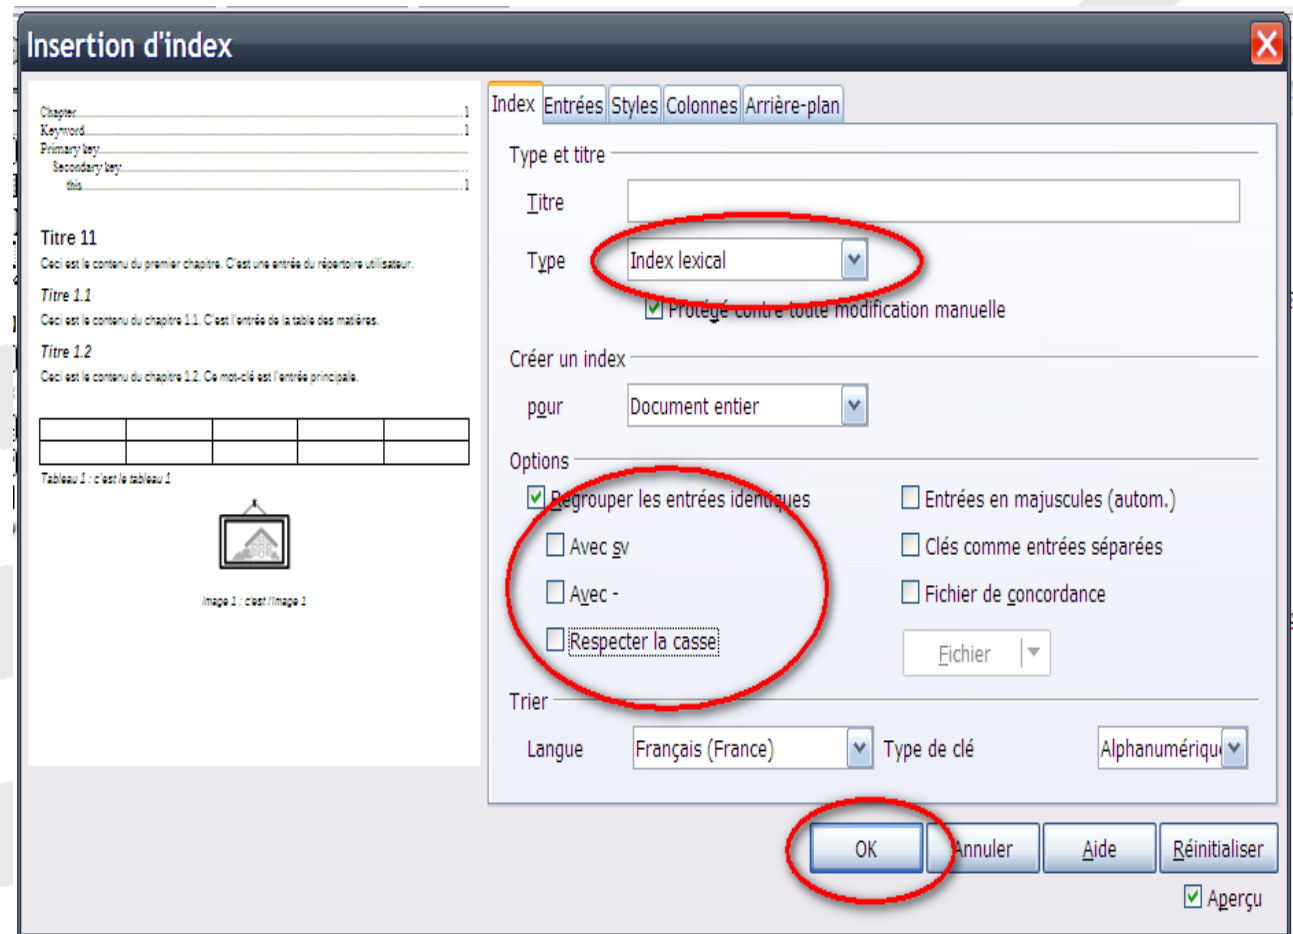 Insertion d'index
Chapter 1
Keyword 1
Primary key
Secondary key
this 1
Titre 11
Ceci est le contenu du premier chapitre. C'est une entrée du répertoire utilisateur.
Titre 1.1
Ceci est le contenu du chapitre 1.1. C'est l'entrée de la table des matières.
Titre 1.2
Ceci est le contenu du chapitre 1.2. Ce mot-clé est l'entrée principale.
Tableau 1 : c'est le tableau 1
Image 1 : c'est l'image 1
Index Entrées Styles Colonnes Arrière-plan
Type et titre
Titre
Type Index lexical
Protégé contre toute modification manuelle
Créer un index
pour Document entier
Options
Regrouper les entrées identiques Entrées en majuscules (autom.)
Avec sv Clés comme entrées séparées
Avec - Fichier de concordance
Respecter la casse Fichier
Trier
Langue Français (France) Type de clé Alphanumériqu
OK Annuler Aide Réinitialiser
Aperçu